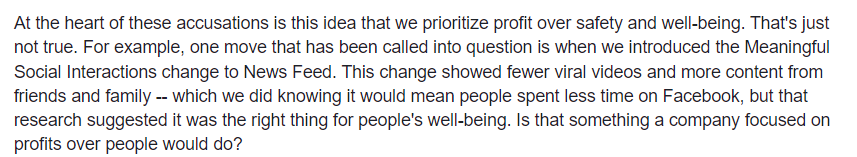 At the heart of these accusations is this idea that we prioritize profit over safety and well-being. That's just
not true. For example, one move that has been called into question is when we introduced the Meaningful
Social Interactions change to News Feed. This change showed fewer viral videos and more content from
friends and family -- which we did knowing it would mean people spent less time on Facebook, but that
research suggested it was the right thing for people's well-being. Is that something a company focused on
profits over people would do?